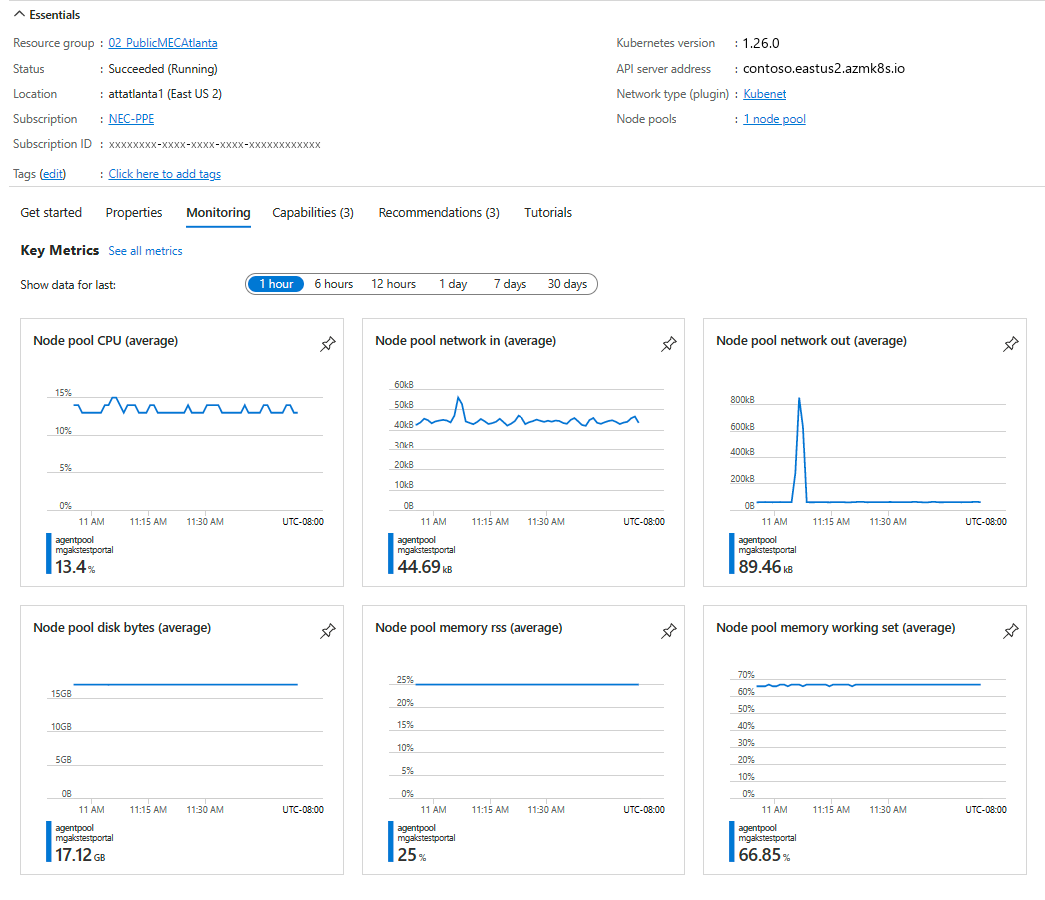 Essentials
Resource group : 02_PublicMECAtlanta
Status : Succeeded (Running)
Location : attatlanta1 (East US 2)
Subscription : NEC-PPE
Subscription ID : xxxxxxxx-xxxx-xxxx-xxxx-xxxxxxxxxxxx
Tags (edit) : Click here to add tags
Kubernetes version : 1.26.0
API server address : contoso.eastus2.azmk8s.io
Network type (plugin) : Kubenet
Node pools : 1 node pool
Get started Properties Monitoring Capabilities (3) Recommendations (3) Tutorials
Key Metrics See all metrics
Show data for last: 1 hour 6 hours 12 hours 1 day 7 days 30 days
Node pool CPU (average)
15%
10%
5%
0%
11 AM 11:15 AM 11:30 AM UTC-08:00
agentpool
mgakstestportal
13.4 %
Node pool network in (average)
60kB
50kB
40kB
30kB
20kB
10kB
0B
11 AM 11:15 AM 11:30 AM UTC-08:00
agentpool
mgakstestportal
44.69 kB
Node pool network out (average)
800kB
600kB
400kB
200kB
0B
11 AM 11:15 AM 11:30 AM UTC-08:00
agentpool
mgakstestportal
89.46 kB
Node pool disk bytes (average)
15GB
10GB
5GB
0B
11 AM 11:15 AM 11:30 AM UTC-08:00
agentpool
mgakstestportal
17.12 GB
Node pool memory rss (average)
25%
20%
15%
10%
5%
0%
11 AM 11:15 AM 11:30 AM UTC-08:00
agentpool
mgakstestportal
25 %
Node pool memory working set (average)
70%
60%
50%
40%
30%
20%
10%
0%
11 AM 11:15 AM 11:30 AM UTC-08:00
agentpool
mgakstestportal
66.85 %